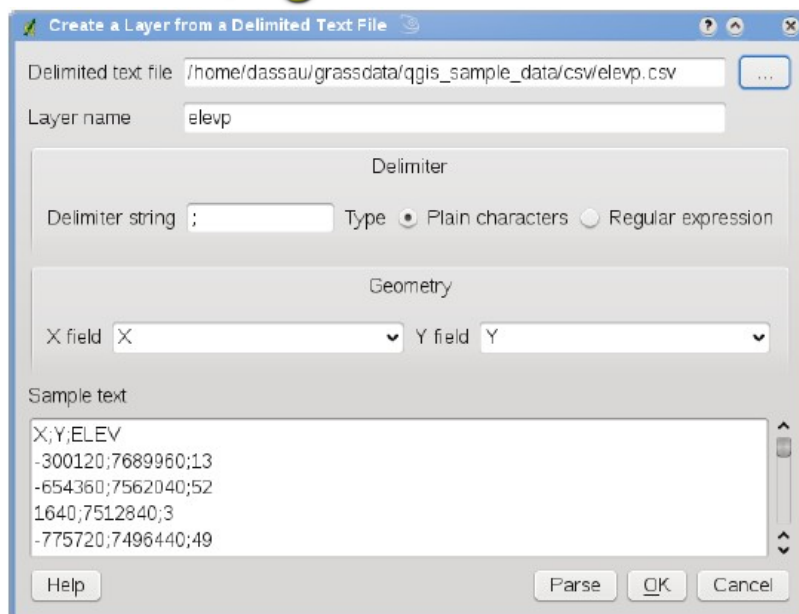 Create a Layer from a Delimited Text File
Delimited text file /home/dassau/grassdata/qgis_sample_data/csv/elevp.csv ...
Layer name elevp
Delimiter
Delimiter string ; Type Plain characters Regular expression
Geometry
X field X Y field Y
Sample text
X;Y;ELEV
-300120;7689960;13
-654360;7562040;52
1640;7512840;3
-775720;7496440;49
Help Parse OK Cancel